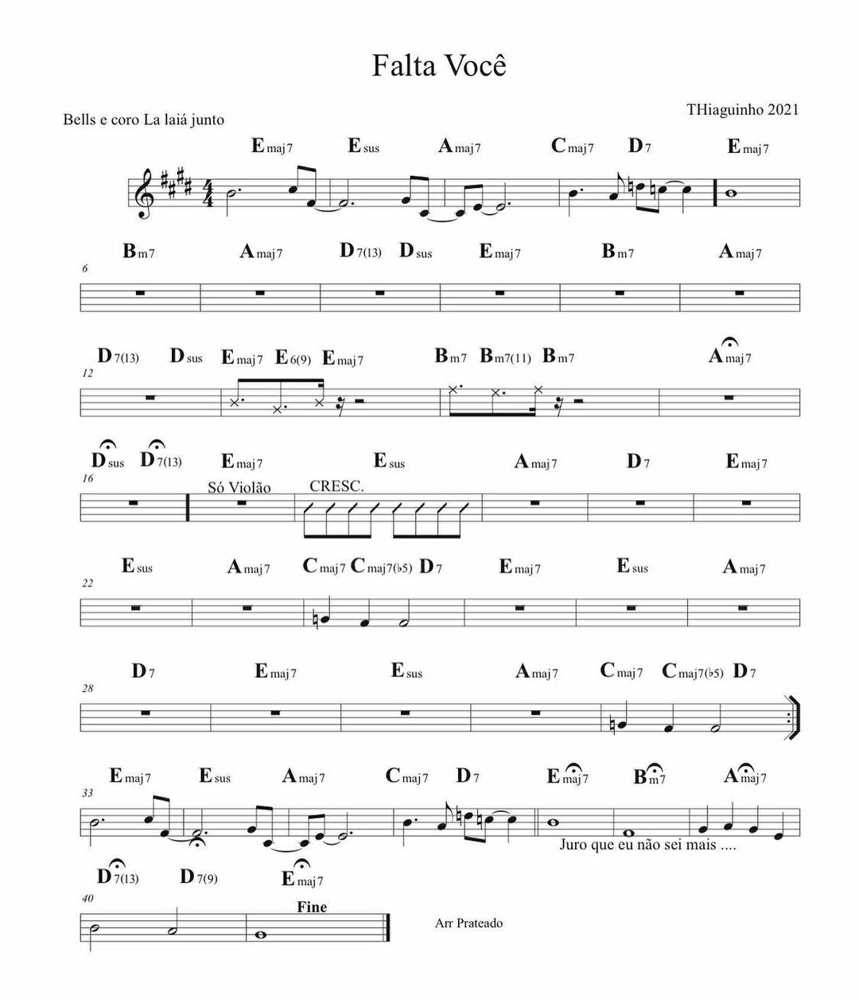 Falta Você
THiaguinho 2021
Bells e coro La laiá junto
Emaj7 Esus Amaj7 Cmaj7 D7 Emaj7
4
4
Bm7 Amaj7 D7(13) Dsus Emaj7 Bm7 Amaj7
6
D7(13) Dsus Emaj7 E6(9) Emaj7 Bm7 Bm7(11) Bm7 Amaj7
12
Dsus D7(13) Emaj7 Esus Amaj7 D7 Emaj7
16
Só Violão CRESC.
Esus Amaj7 Cmaj7 Cmaj7(♭5) D7 Emaj7 Esus Amaj7
22
D7 Emaj7 Esus Amaj7 Cmaj7 Cmaj7(♭5) D7
28
Emaj7 Esus Amaj7 Cmaj7 D7 Emaj7 Bm7 Amaj7
33
Juro que eu não sei mais ....
D7(13) D7(9) Emaj7
40
Fine
Arr Prateado